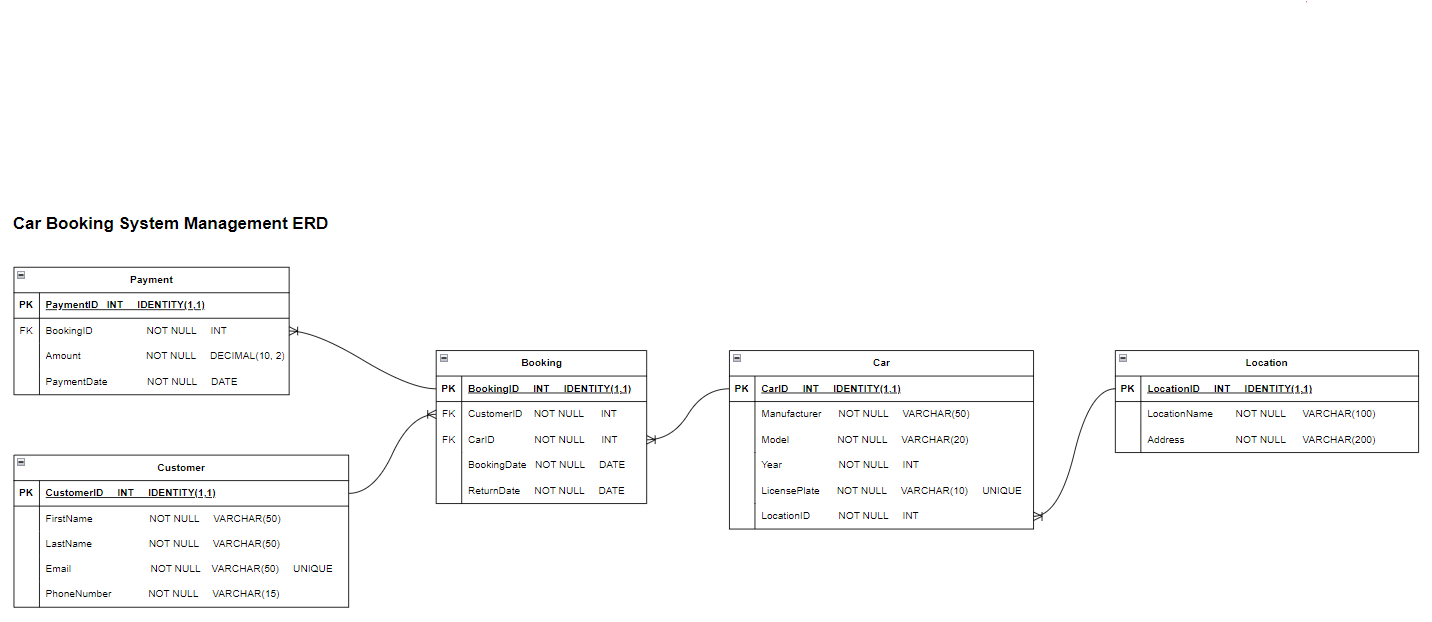 Car Booking System Management ERD
Payment
PK PaymentID INT IDENTITY(1,1)
FK BookingID NOT NULL INT
Amount NOT NULL DECIMAL(10, 2)
PaymentDate NOT NULL DATE
Customer
PK CustomerID INT IDENTITY(1,1)
FirstName NOT NULL VARCHAR(50)
LastName NOT NULL VARCHAR(50)
Email NOT NULL VARCHAR(50) UNIQUE
PhoneNumber NOT NULL VARCHAR(15)
Booking
PK BookingID INT IDENTITY(1,1)
FK CustomerID NOT NULL INT
FK CarID NOT NULL INT
BookingDate NOT NULL DATE
ReturnDate NOT NULL DATE
Car
PK CarID INT IDENTITY(1,1)
Manufacturer NOT NULL VARCHAR(50)
Model NOT NULL VARCHAR(20)
Year NOT NULL INT
LicensePlate NOT NULL VARCHAR(10) UNIQUE
LocationID NOT NULL INT
Location
PK LocationID INT IDENTITY(1,1)
LocationName NOT NULL VARCHAR(100)
Address NOT NULL VARCHAR(200)